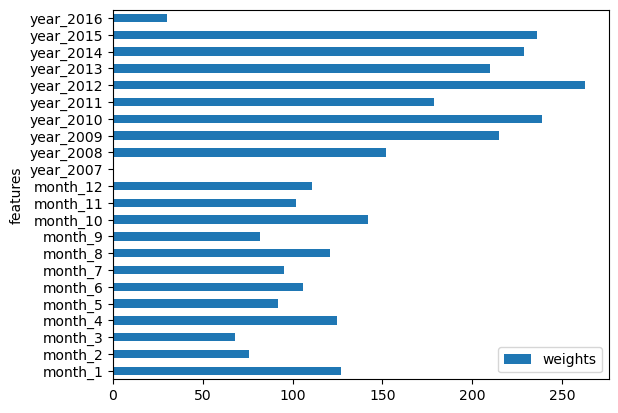 year_2016
year_2015
year_2014
year_2013
year_2012
year_2011
year_2010
year_2009
year_2008
year_2007
month_12
month_11
month_10
month_9
month_8
month_7
month_6
month_5
month_4
month_3
month_2
month_1
features
weights
0 50 100 150 200 250